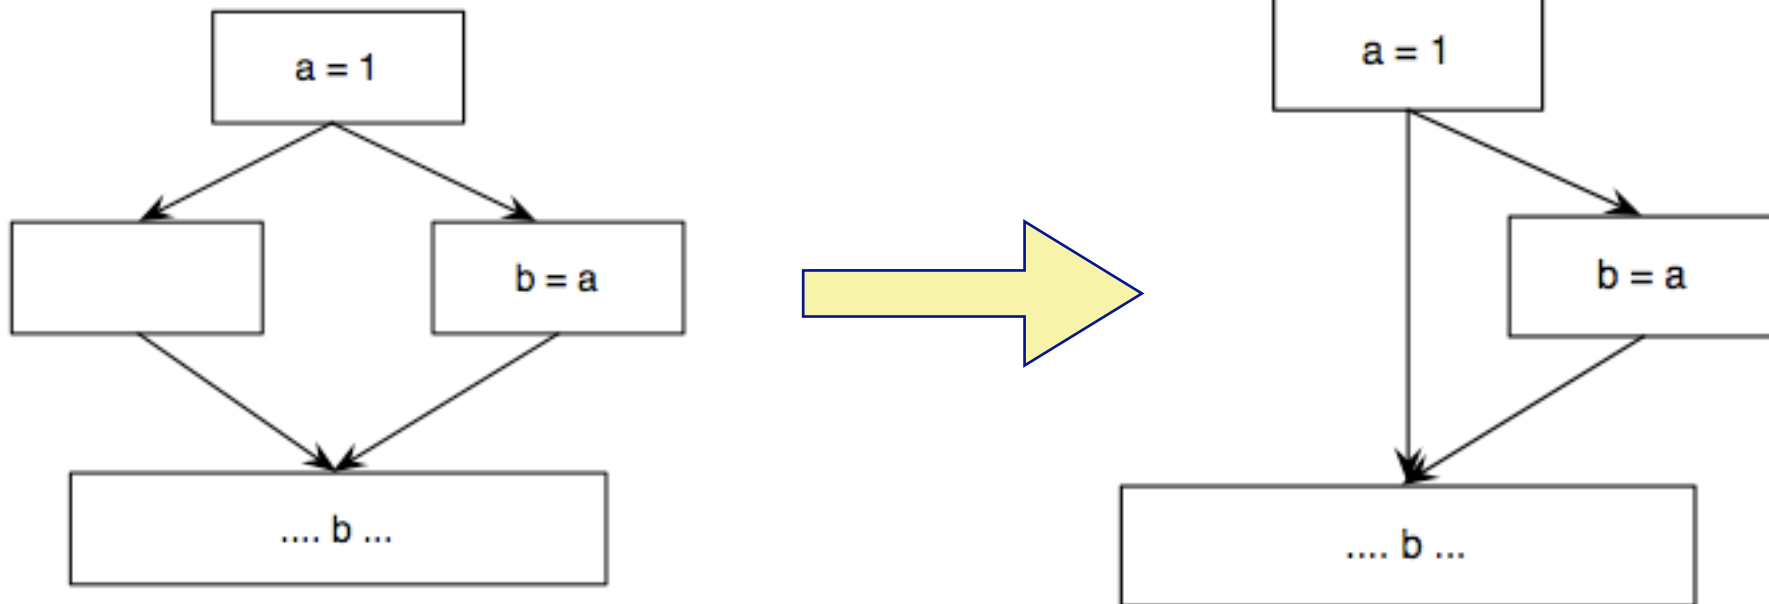 a = 1
b = a
.... b ...
a = 1
b = a
.... b ...